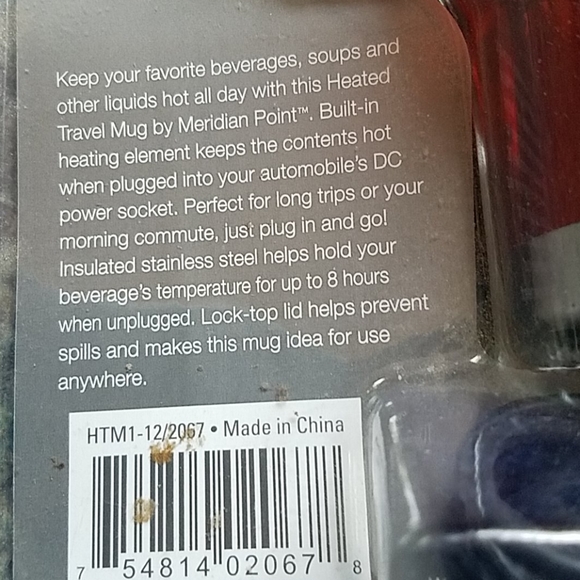 Keep your favorite beverages, soups and
other liquids hot all day with this Heated
Travel Mug by Meridian Point™. Built-in
heating element keeps the contents hot
when plugged into your automobile's DC
power socket. Perfect for long trips or your
morning commute, just plug in and go!
Insulated stainless steel helps hold your
beverage's temperature for up to 8 hours
when unplugged. Lock-top lid helps prevent
spills and makes this mug idea for use
anywhere.
HTM1-12/2067 • Made in China
7 54814 02067 8